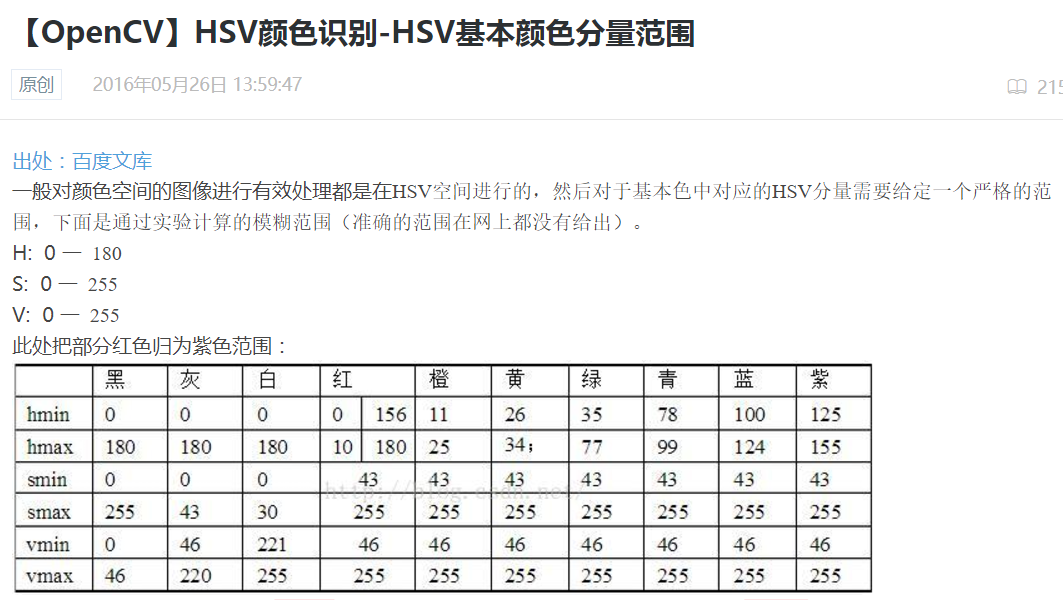 【OpenCV】HSV颜色识别-HSV基本颜色分量范围
原创 2016年05月26日 13:59:47 215
出处：百度文库
一般对颜色空间的图像进行有效处理都是在HSV空间进行的，然后对于基本色中对应的HSV分量需要给定一个严格的范
围，下面是通过实验计算的模糊范围（准确的范围在网上都没有给出）。
H: 0 — 180
S: 0 — 255
V: 0 — 255
此处把部分红色归为紫色范围：
黑 灰 白 红 橙 黄 绿 青 蓝 紫
hmin 0 0 0 0 156 11 26 35 78 100 125
hmax 180 180 180 10 180 25 34; 77 99 124 155
smin 0 0 0 43 43 43 43 43 43 43
http://blog.csdn.net/
smax 255 43 30 255 255 255 255 255 255 255
vmin 0 46 221 46 46 46 46 46 46 46
vmax 46 220 255 255 255 255 255 255 255 255